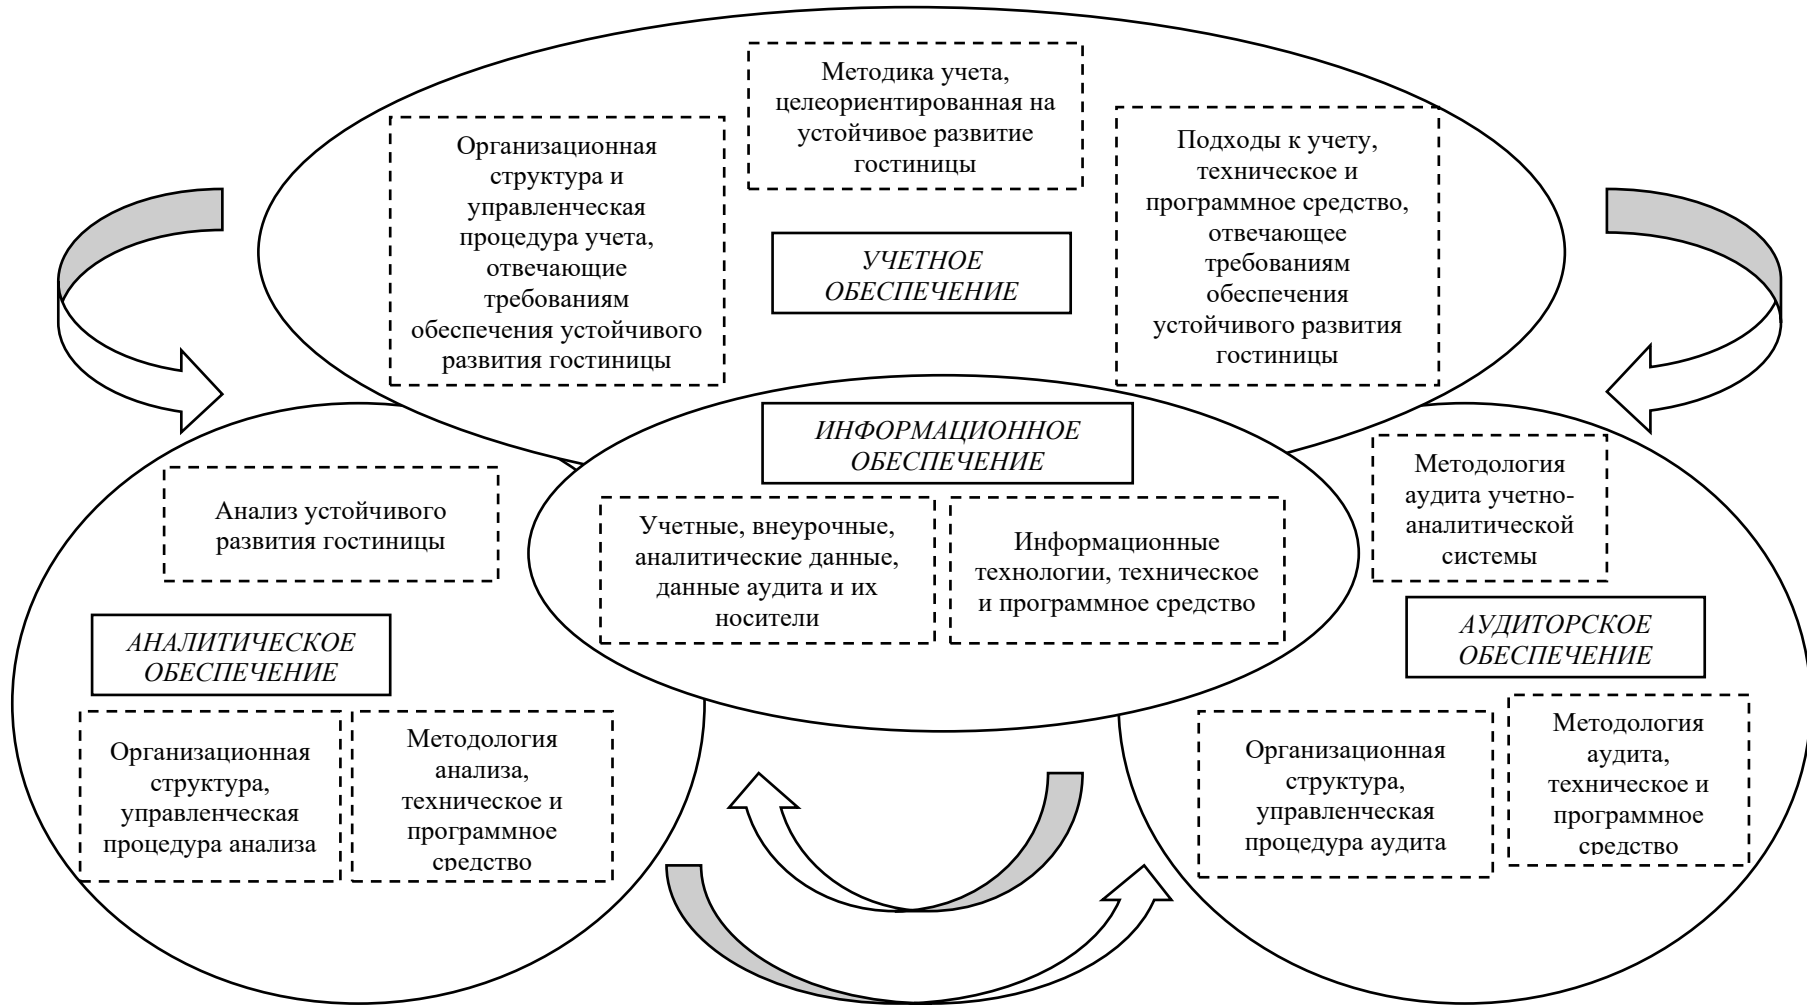 Методика учета,
целеориентированная на
устойчивое развитие
гостиницы
Организационная
структура и
управленческая
процедура учета,
отвечающие
требованиям
обеспечения устойчивого
развития гостиницы
Подходы к учету,
техническое и
программное средство,
отвечающее
требованиям
обеспечения
устойчивого развития
гостиницы
УЧЕТНОЕ
ОБЕСПЕЧЕНИЕ
ИНФОРМАЦИОННОЕ
ОБЕСПЕЧЕНИЕ
Учетные, внеурочные,
аналитические данные,
данные аудита и их
носители
Информационные
технологии, техническое
и программное средство
Анализ устойчивого
развития гостиницы
АНАЛИТИЧЕСКОЕ
ОБЕСПЕЧЕНИЕ
Организационная
структура,
управленческая
процедура анализа
Методология
анализа,
техническое и
программное
средство
Методология
аудита учетно-
аналитической
системы
АУДИТОРСКОЕ
ОБЕСПЕЧЕНИЕ
Организационная
структура,
управленческая
процедура аудита
Методология
аудита,
техническое и
программное
средство